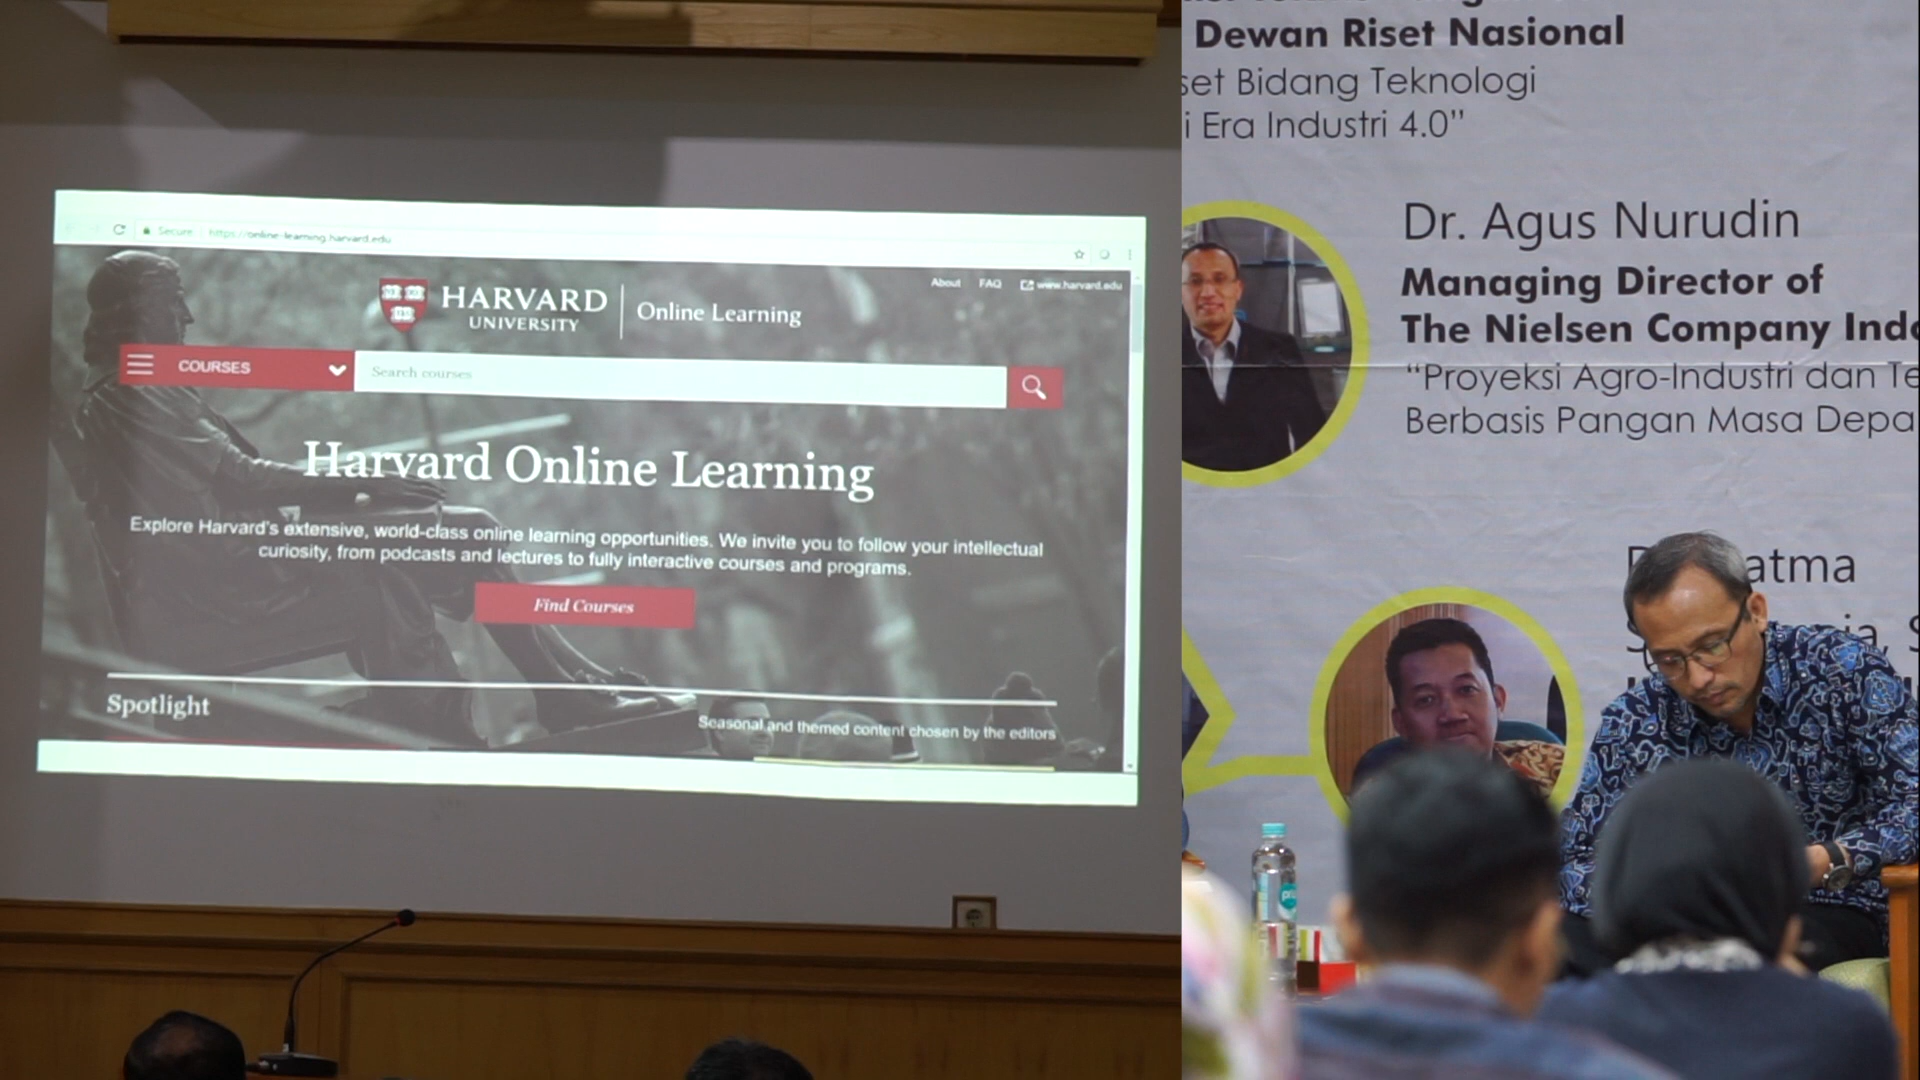 Secure https://online-learning.harvard.edu
About FAQ www.harvard.edu
HARVARD
UNIVERSITY
Online Learning
COURSES
Search courses
Harvard Online Learning
Explore Harvard's extensive, world-class online learning opportunities. We invite you to follow your intellectual
curiosity, from podcasts and lectures to fully interactive courses and programs.
Find Courses
Spotlight
Seasonal and themed content chosen by the editors
Dewan Riset Nasional
set Bidang Teknologi
i Era Industri 4.0”
Dr. Agus Nurudin
Managing Director of
The Nielsen Company Indo
“Proyeksi Agro-Industri dan Te
Berbasis Pangan Masa Depa
atma